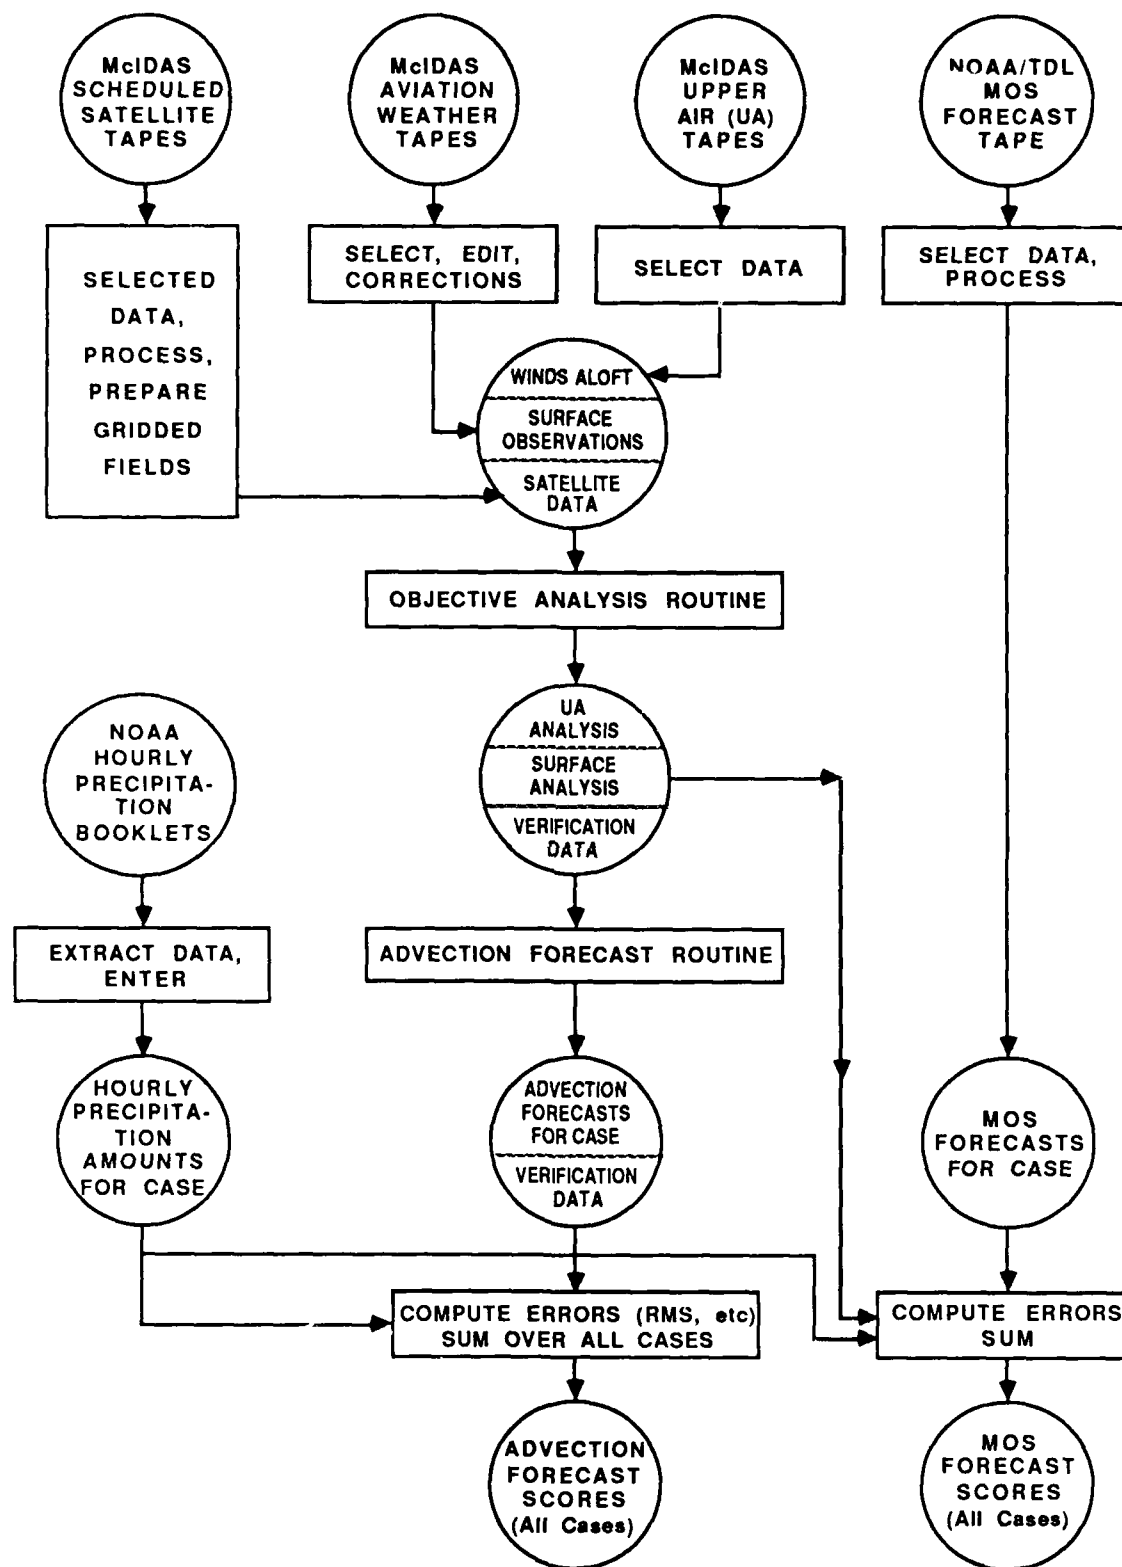 McIDAS
SCHEDULED
SATELLITE
TAPES
McIDAS
AVIATION
WEATHER
TAPES
McIDAS
UPPER
AIR (UA)
TAPES
NOAA/TDL
MOS
FORECAST
TAPE
SELECTED
DATA,
PROCESS,
PREPARE
GRIDDED
FIELDS
SELECT, EDIT,
CORRECTIONS
SELECT DATA
SELECT DATA,
PROCESS
WINDS ALOFT
SURFACE
OBSERVATIONS
SATELLITE
DATA
OBJECTIVE ANALYSIS ROUTINE
UA
ANALYSIS
SURFACE
ANALYSIS
VERIFICATION
DATA
NOAA
HOURLY
PRECIPITA-
TION
BOOKLETS
EXTRACT DATA,
ENTER
ADVECTION FORECAST ROUTINE
HOURLY
PRECIPITA-
TION
AMOUNTS
FOR CASE
ADVECTION
FORECASTS
FOR CASE
VERIFICATION
DATA
MOS
FORECASTS
FOR CASE
COMPUTE ERRORS (RMS, etc)
SUM OVER ALL CASES
COMPUTE ERRORS
SUM
ADVECTION
FORECAST
SCORES
(All Cases)
MOS
FORECAST
SCORES
(All Cases)